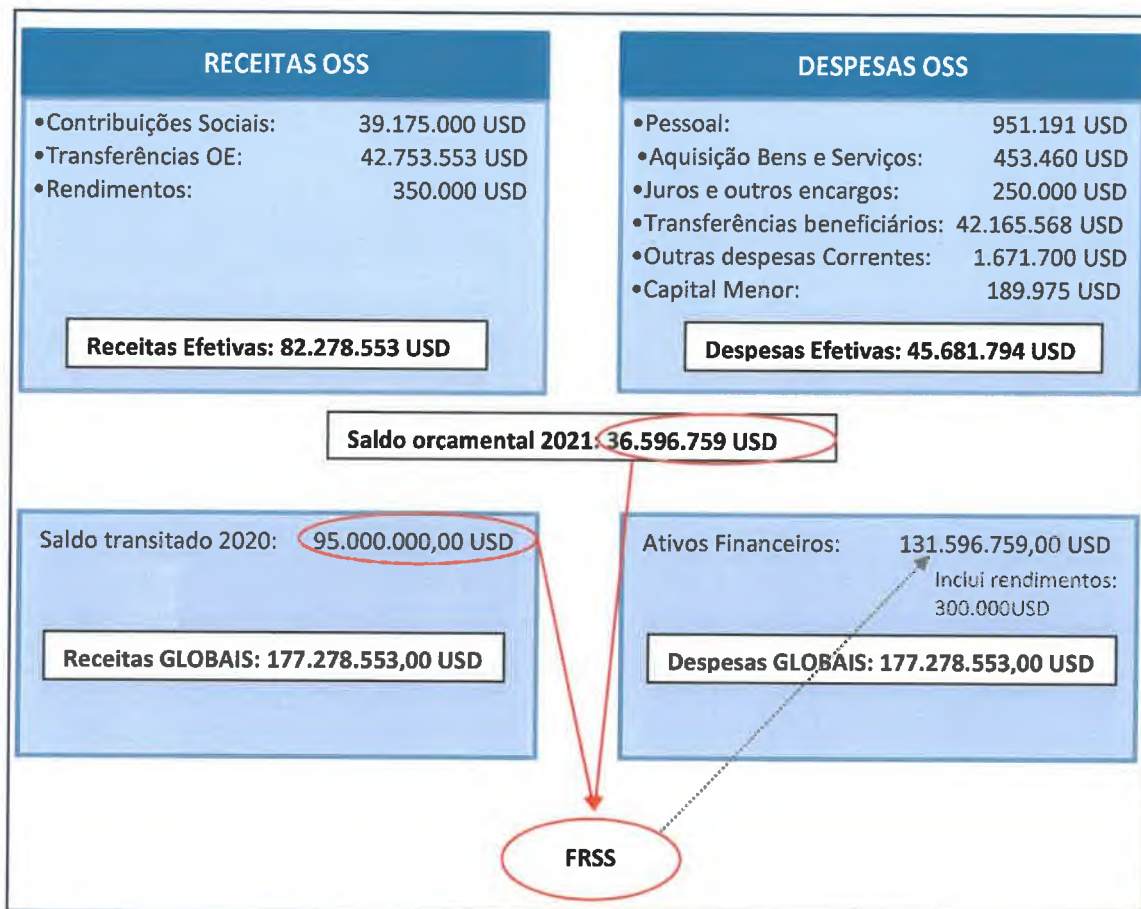 RECEITAS OSS
•Contribuições Sociais: 39.175.000 USD
•Transferências OE: 42.753.553 USD
•Rendimentos: 350.000 USD
Receitas Efetivas: 82.278.553 USD
DESPESAS OSS
•Pessoal: 951.191 USD
•Aquisição Bens e Serviços: 453.460 USD
•Juros e outros encargos: 250.000 USD
•Transferências beneficiários: 42.165.568 USD
•Outras despesas Correntes: 1.671.700 USD
•Capital Menor: 189.975 USD
Despesas Efetivas: 45.681.794 USD
Saldo orçamental 2021: 36.596.759 USD
Saldo transitado 2020: 95.000.000,00 USD
Receitas GLOBAIS: 177.278.553,00 USD
Ativos Financeiros: 131.596.759,00 USD
Inclui rendimentos:
300.000USD
Despesas GLOBAIS: 177.278.553,00 USD
FRSS